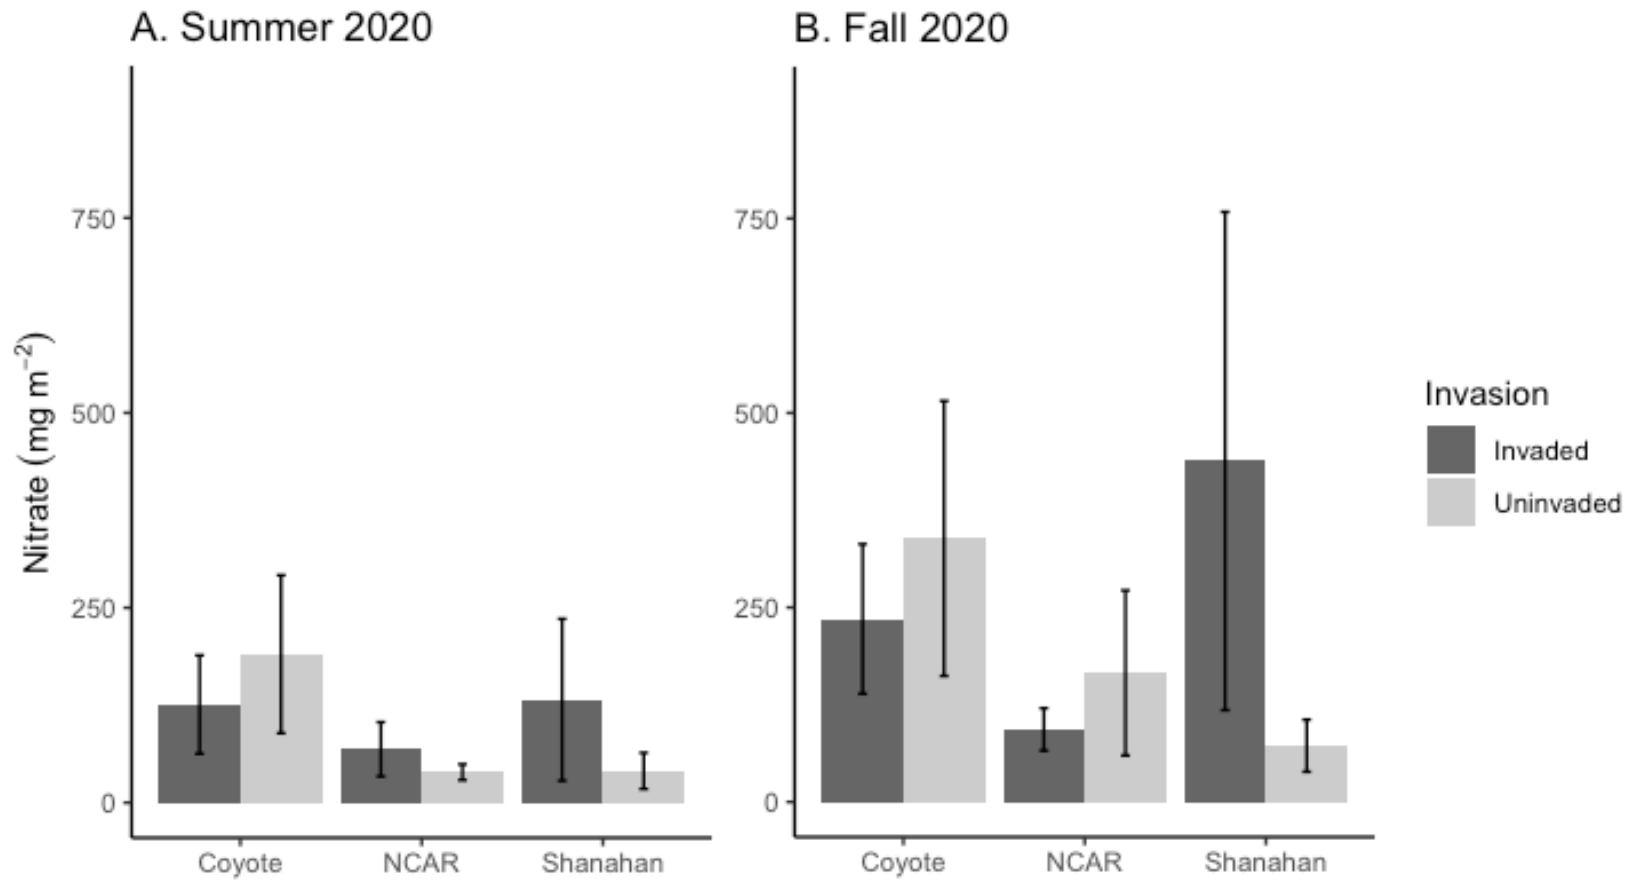 A. Summer 2020
750
500
250
0
Nitrate (mg m⁻²)
Coyote NCAR Shanahan
B. Fall 2020
750
500
250
0
Coyote NCAR Shanahan
Invasion
Invaded
Uninvaded